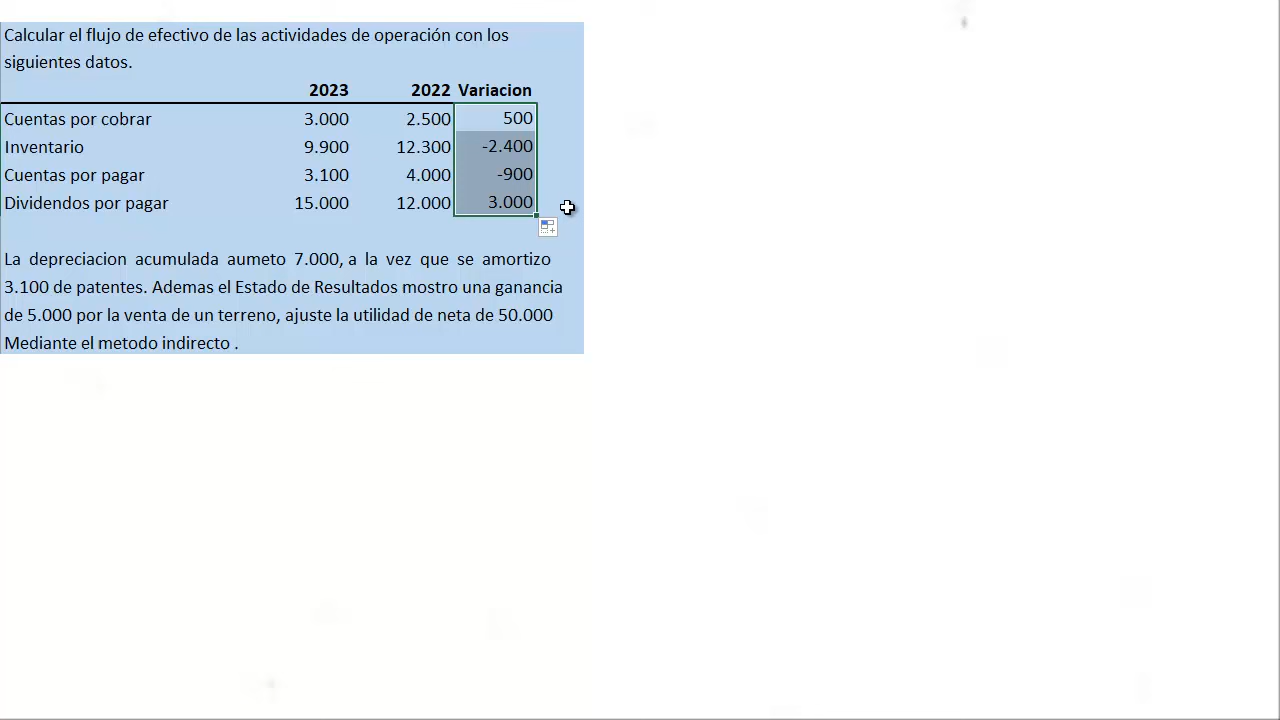 Calcular el flujo de efectivo de las actividades de operación con los
siguientes datos.
2023 2022 Variacion
Cuentas por cobrar 3.000 2.500 500
Inventario 9.900 12.300 -2.400
Cuentas por pagar 3.100 4.000 -900
Dividendos por pagar 15.000 12.000 3.000
La depreciacion acumulada aumeto 7.000, a la vez que se amortizo
3.100 de patentes. Ademas el Estado de Resultados mostro una ganancia
de 5.000 por la venta de un terreno, ajuste la utilidad de neta de 50.000
Mediante el metodo indirecto .